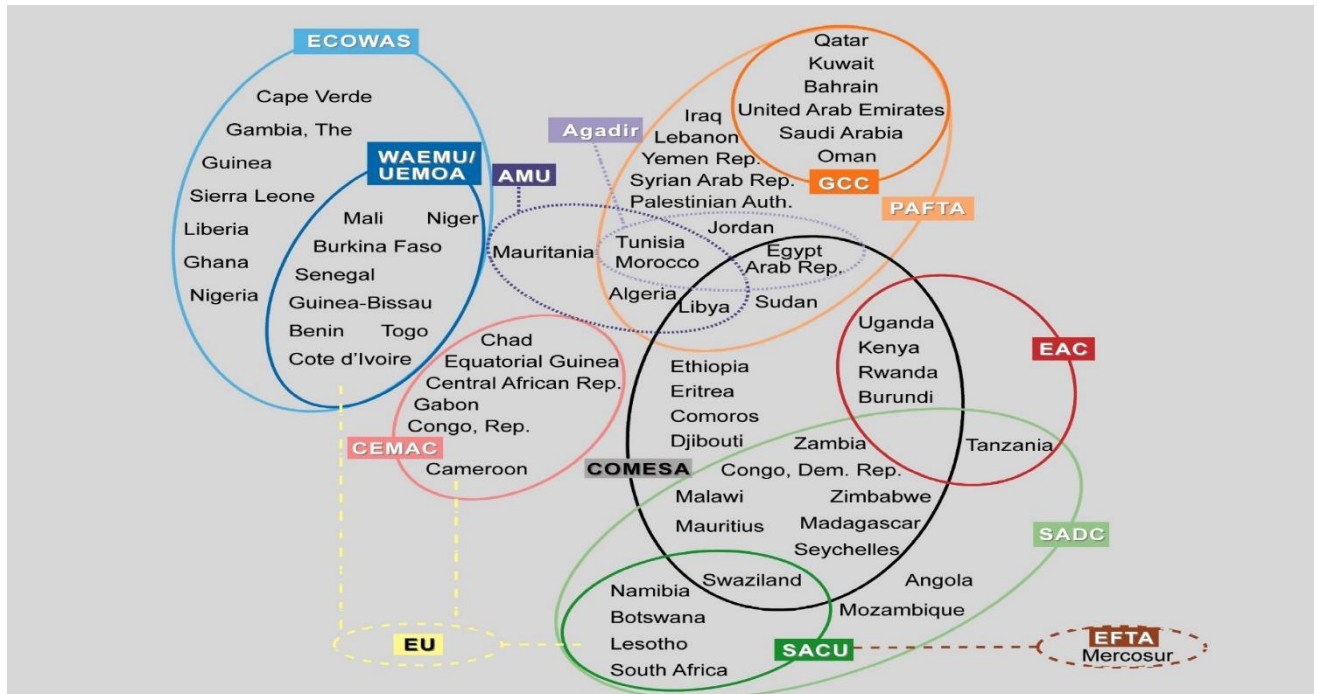 ECOWAS
Cape Verde
Gambia, The
Guinea
Sierra Leone
Liberia
Ghana
Nigeria
WAEMU/
UEMOA
Mali Niger
Burkina Faso
Senegal
Guinea-Bissau
Benin Togo
Cote d'Ivoire
AMU
Mauritania
Agadir
Tunisia
Morocco
Algeria
Libya
Jordan
Egypt
Arab Rep.
Sudan
Iraq
Lebanon
Yemen Rep.
Syrian Arab Rep.
Palestinian Auth.
Qatar
Kuwait
Bahrain
United Arab Emirates
Saudi Arabia
Oman
GCC
PAFTA
Chad
Equatorial Guinea
Central African Rep.
Gabon
Congo, Rep.
CEMAC
Cameroon
Uganda
Kenya
Rwanda
Burundi
EAC
Tanzania
Ethiopia
Eritrea
Comoros
Djibouti
COMESA
Zambia
Congo, Dem. Rep.
Malawi Zimbabwe
Mauritius Madagascar
Seychelles
SADC
Swaziland
Angola
Mozambique
Namibia
Botswana
Lesotho
South Africa
SACU
EU
EFTA
Mercosur